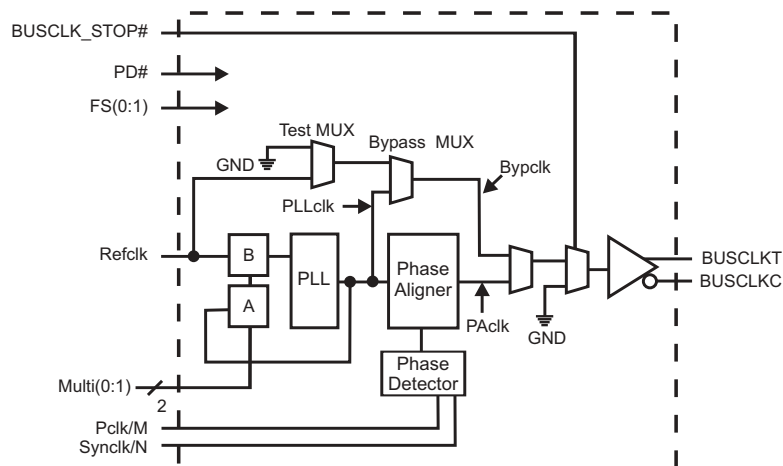 BUSCLK_STOP#
PD#
FS(0:1)
Test MUX
Bypass MUX
GND
Bypclk
PLLclk
Refclk
B
PLL
Phase
Aligner
BUSCLKT
BUSCLKC
A
PAclk
GND
Phase
Detector
Multi(0:1)
2
Pclk/M
Synclk/N